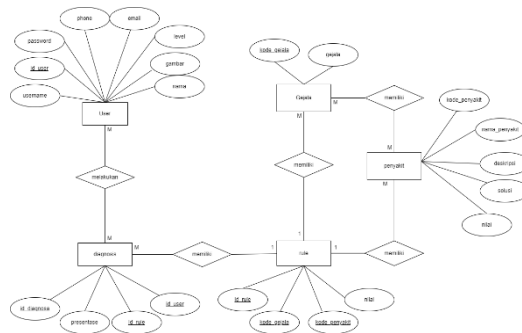 phone
email
password
level
id_user
gambar
username
nama
User
M
melakukan
M
diagnosa
M
memiliki
1
id_diagnosa
presentase
id_rule
id_user
kode_gejala
gejala
Gejala
M
memiliki
M
M
memiliki
1
rule
1
memiliki
M
id_rule
kode_gejala
kode_penyakit
nilai
penyakit
kode_penyakit
nama_penyakit
deskripsi
solusi
nilai